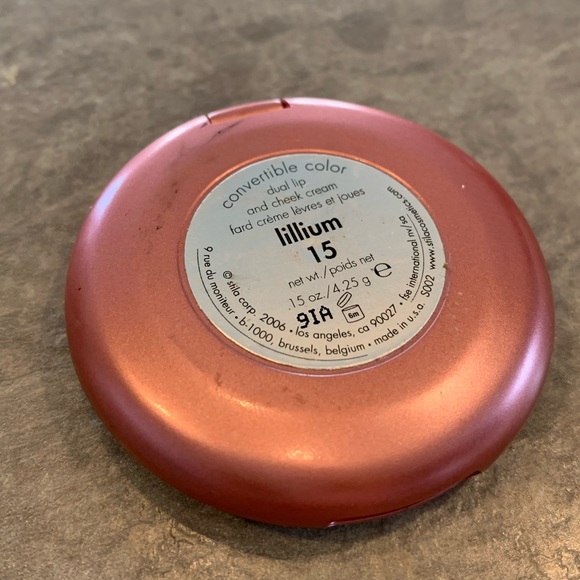 convertible color
dual lip
and cheek cream
fard crème lèvres et joues
lillium
15
net wt./poids net
.15 oz./4.25 g e
9IA 6m
© stila corp. 2006 • los angeles, ca 90027 • fse international nv/sa
9 rue du moniteur • b-1000, brussels, belgium • made in u.s.a. S002 www.stilacosmetics.com